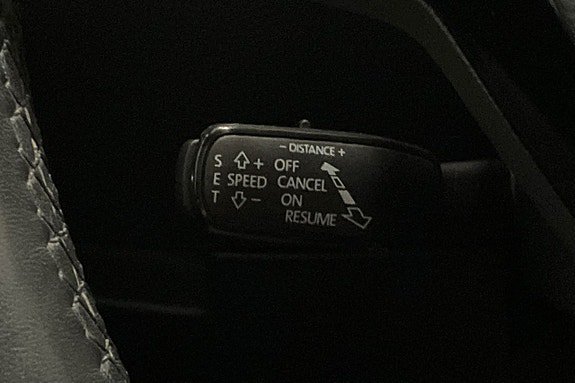 - DISTANCE +
S ⇧ + OFF
E SPEED CANCEL
T ⇩ - ON
RESUME